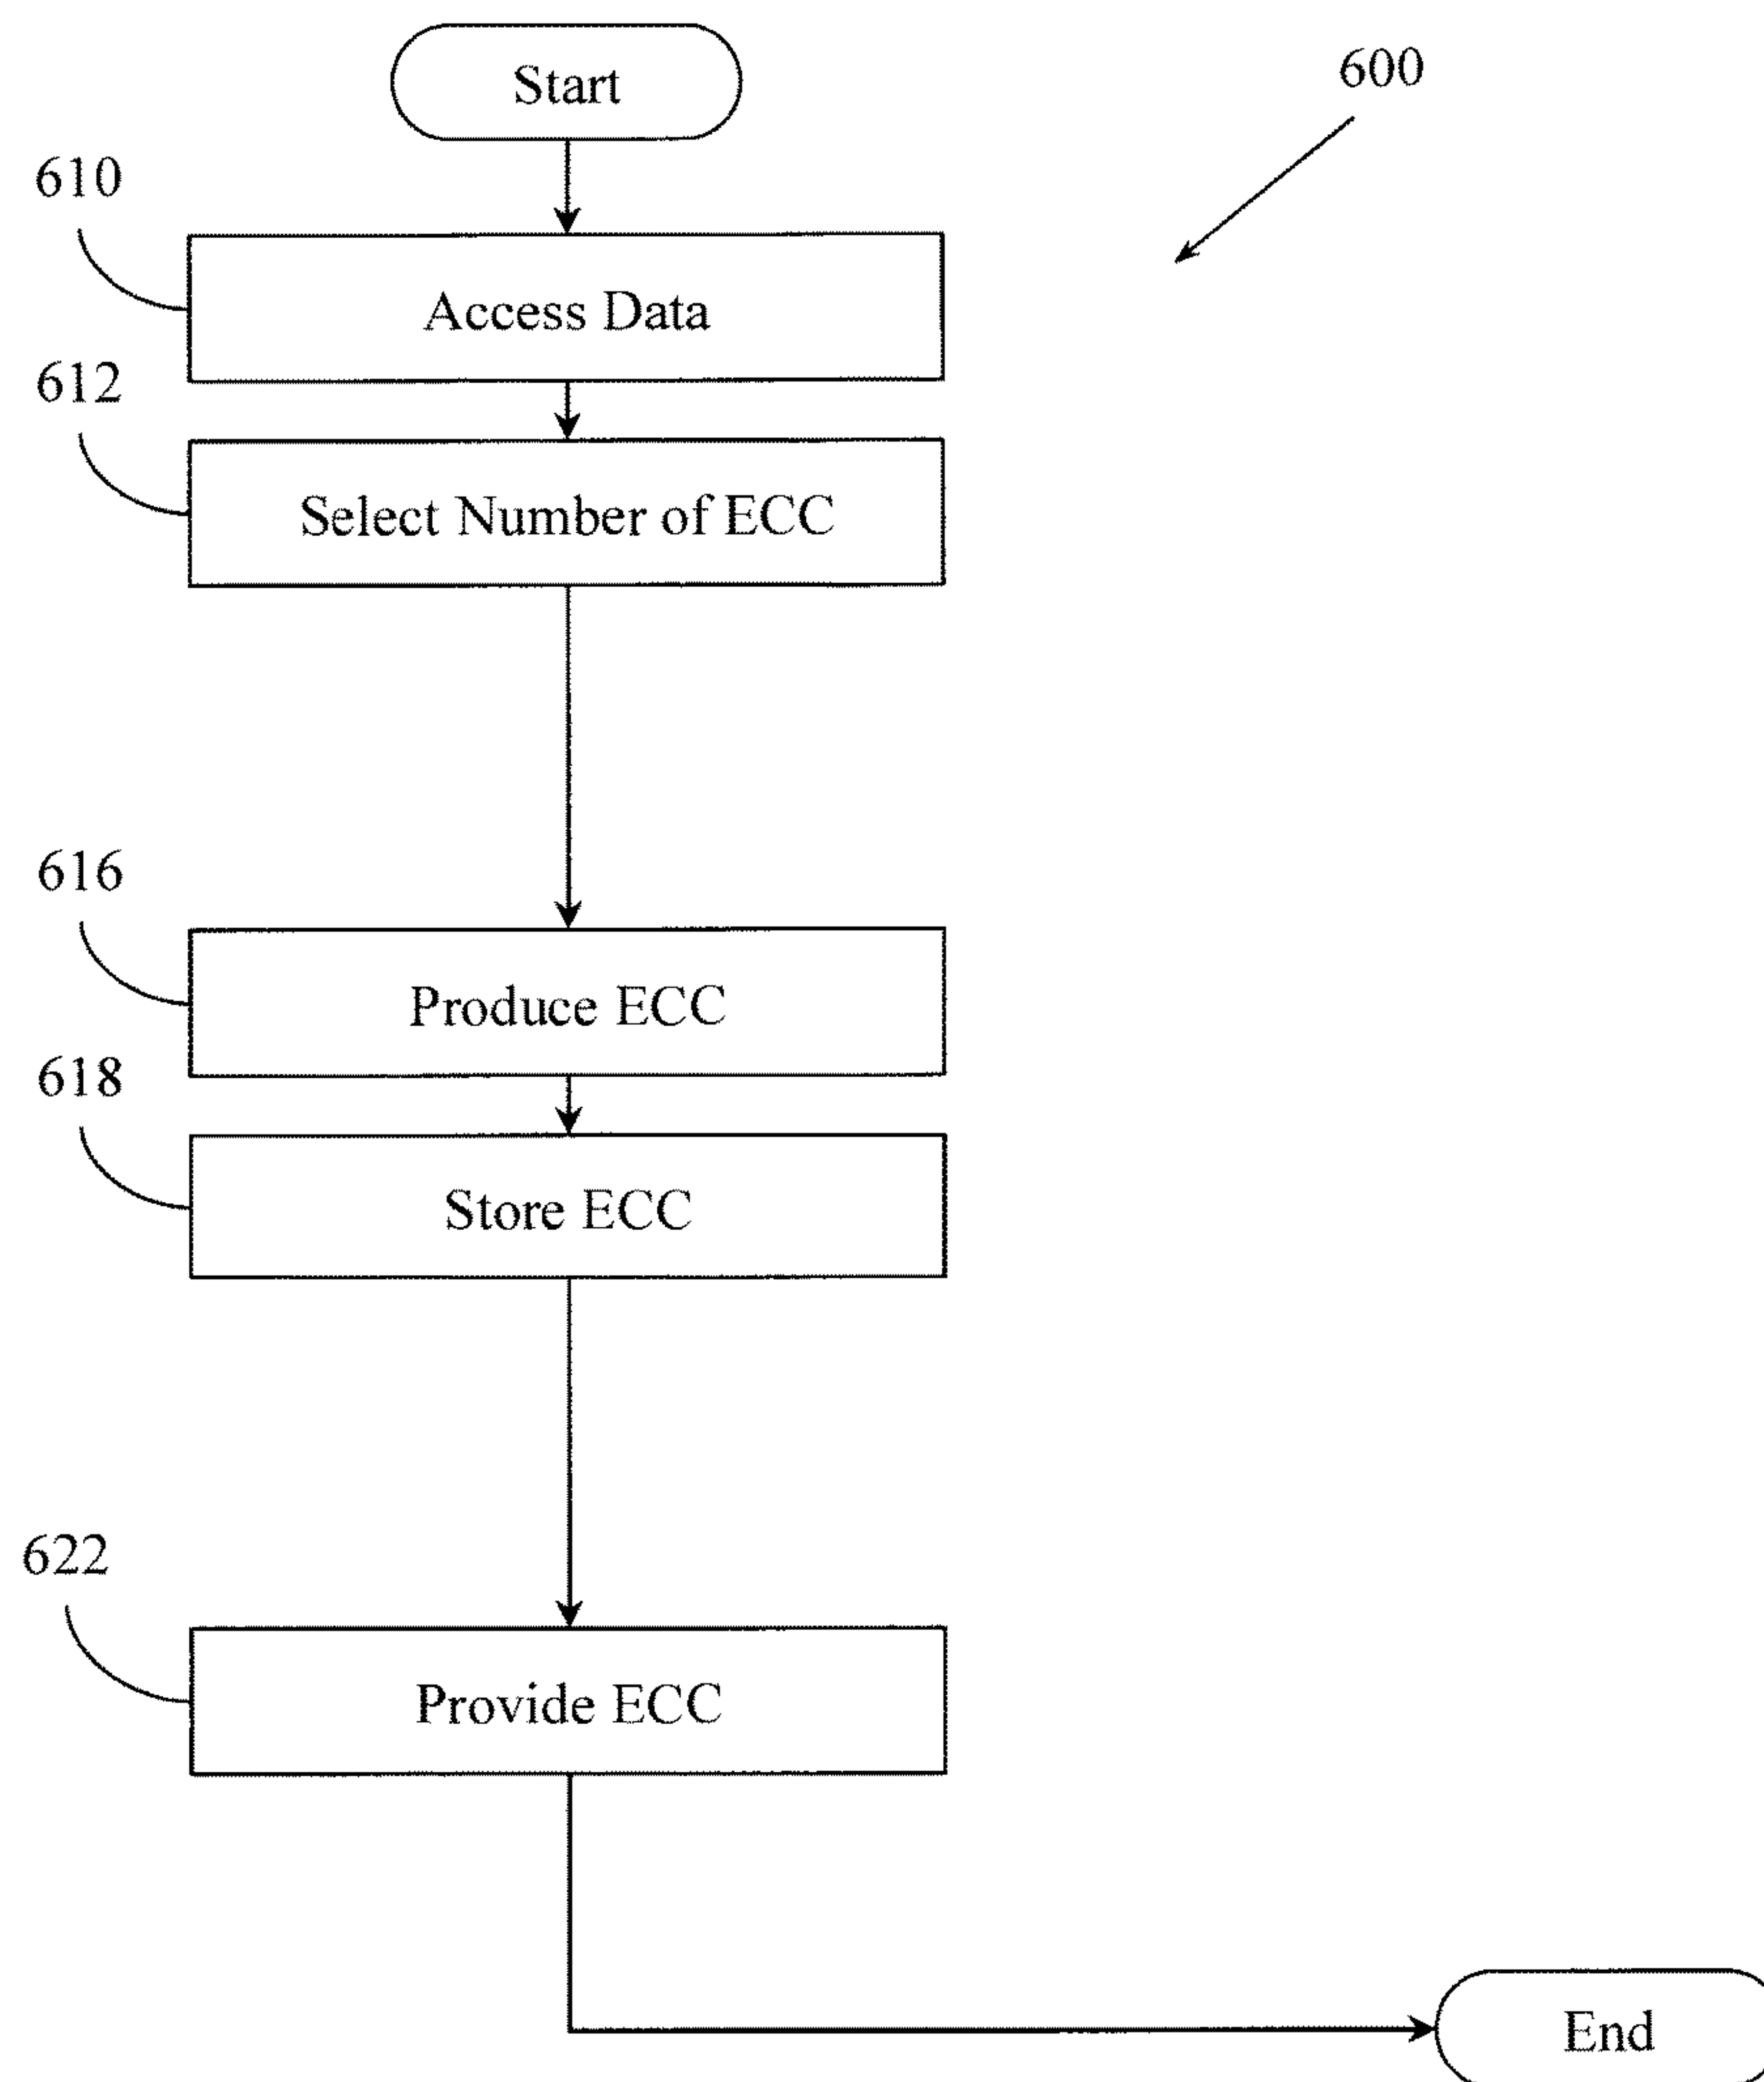 Start
600
610
Access Data
612
Select Number of ECC
616
Produce ECC
618
Store ECC
622
Provide ECC
End